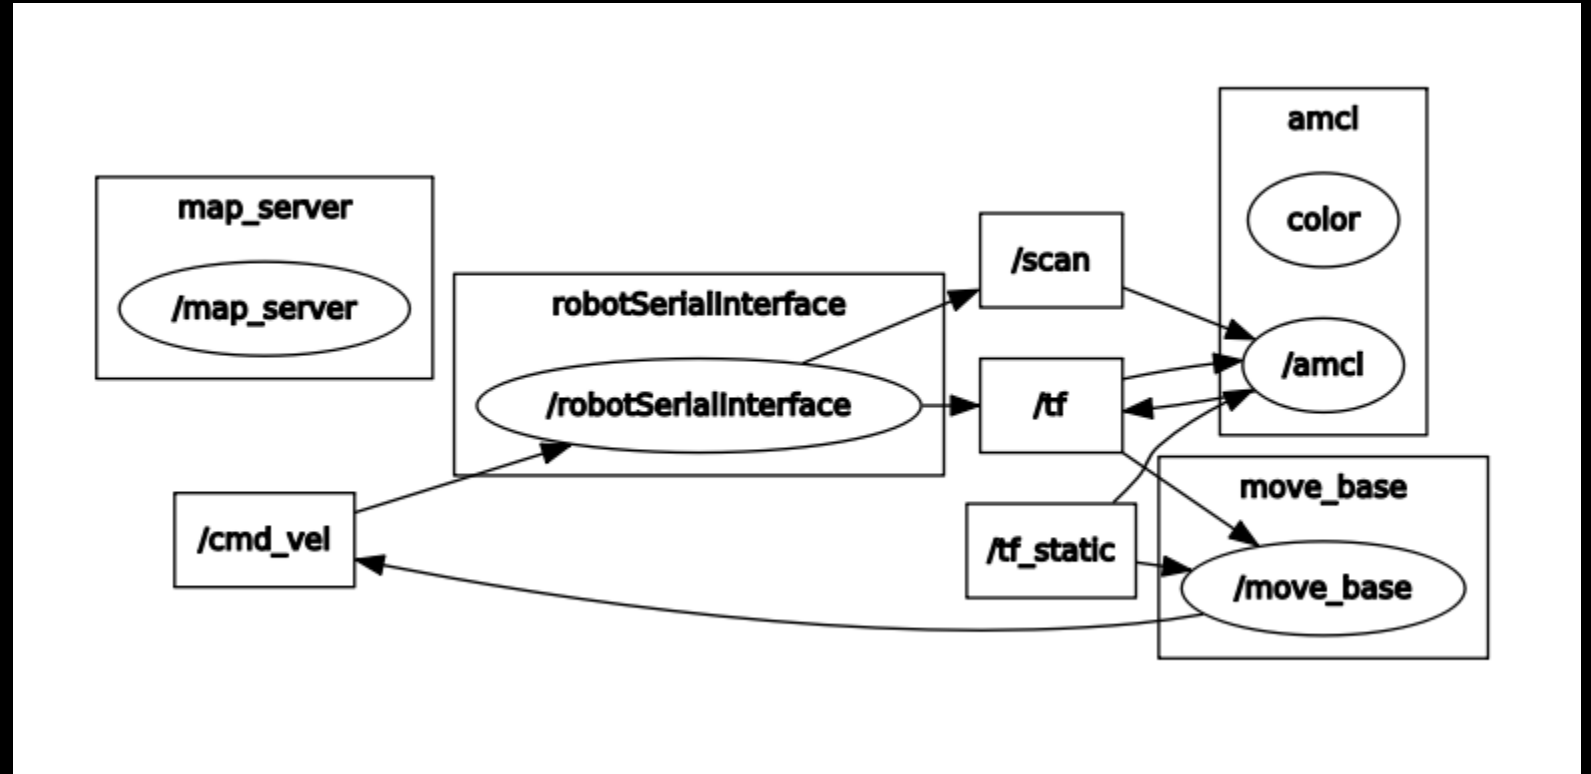 amcl
color
/amcl
map_server
/map_server
/scan
robotSerialInterface
/robotSerialInterface
/tf
/cmd_vel
/tf_static
move_base
/move_base